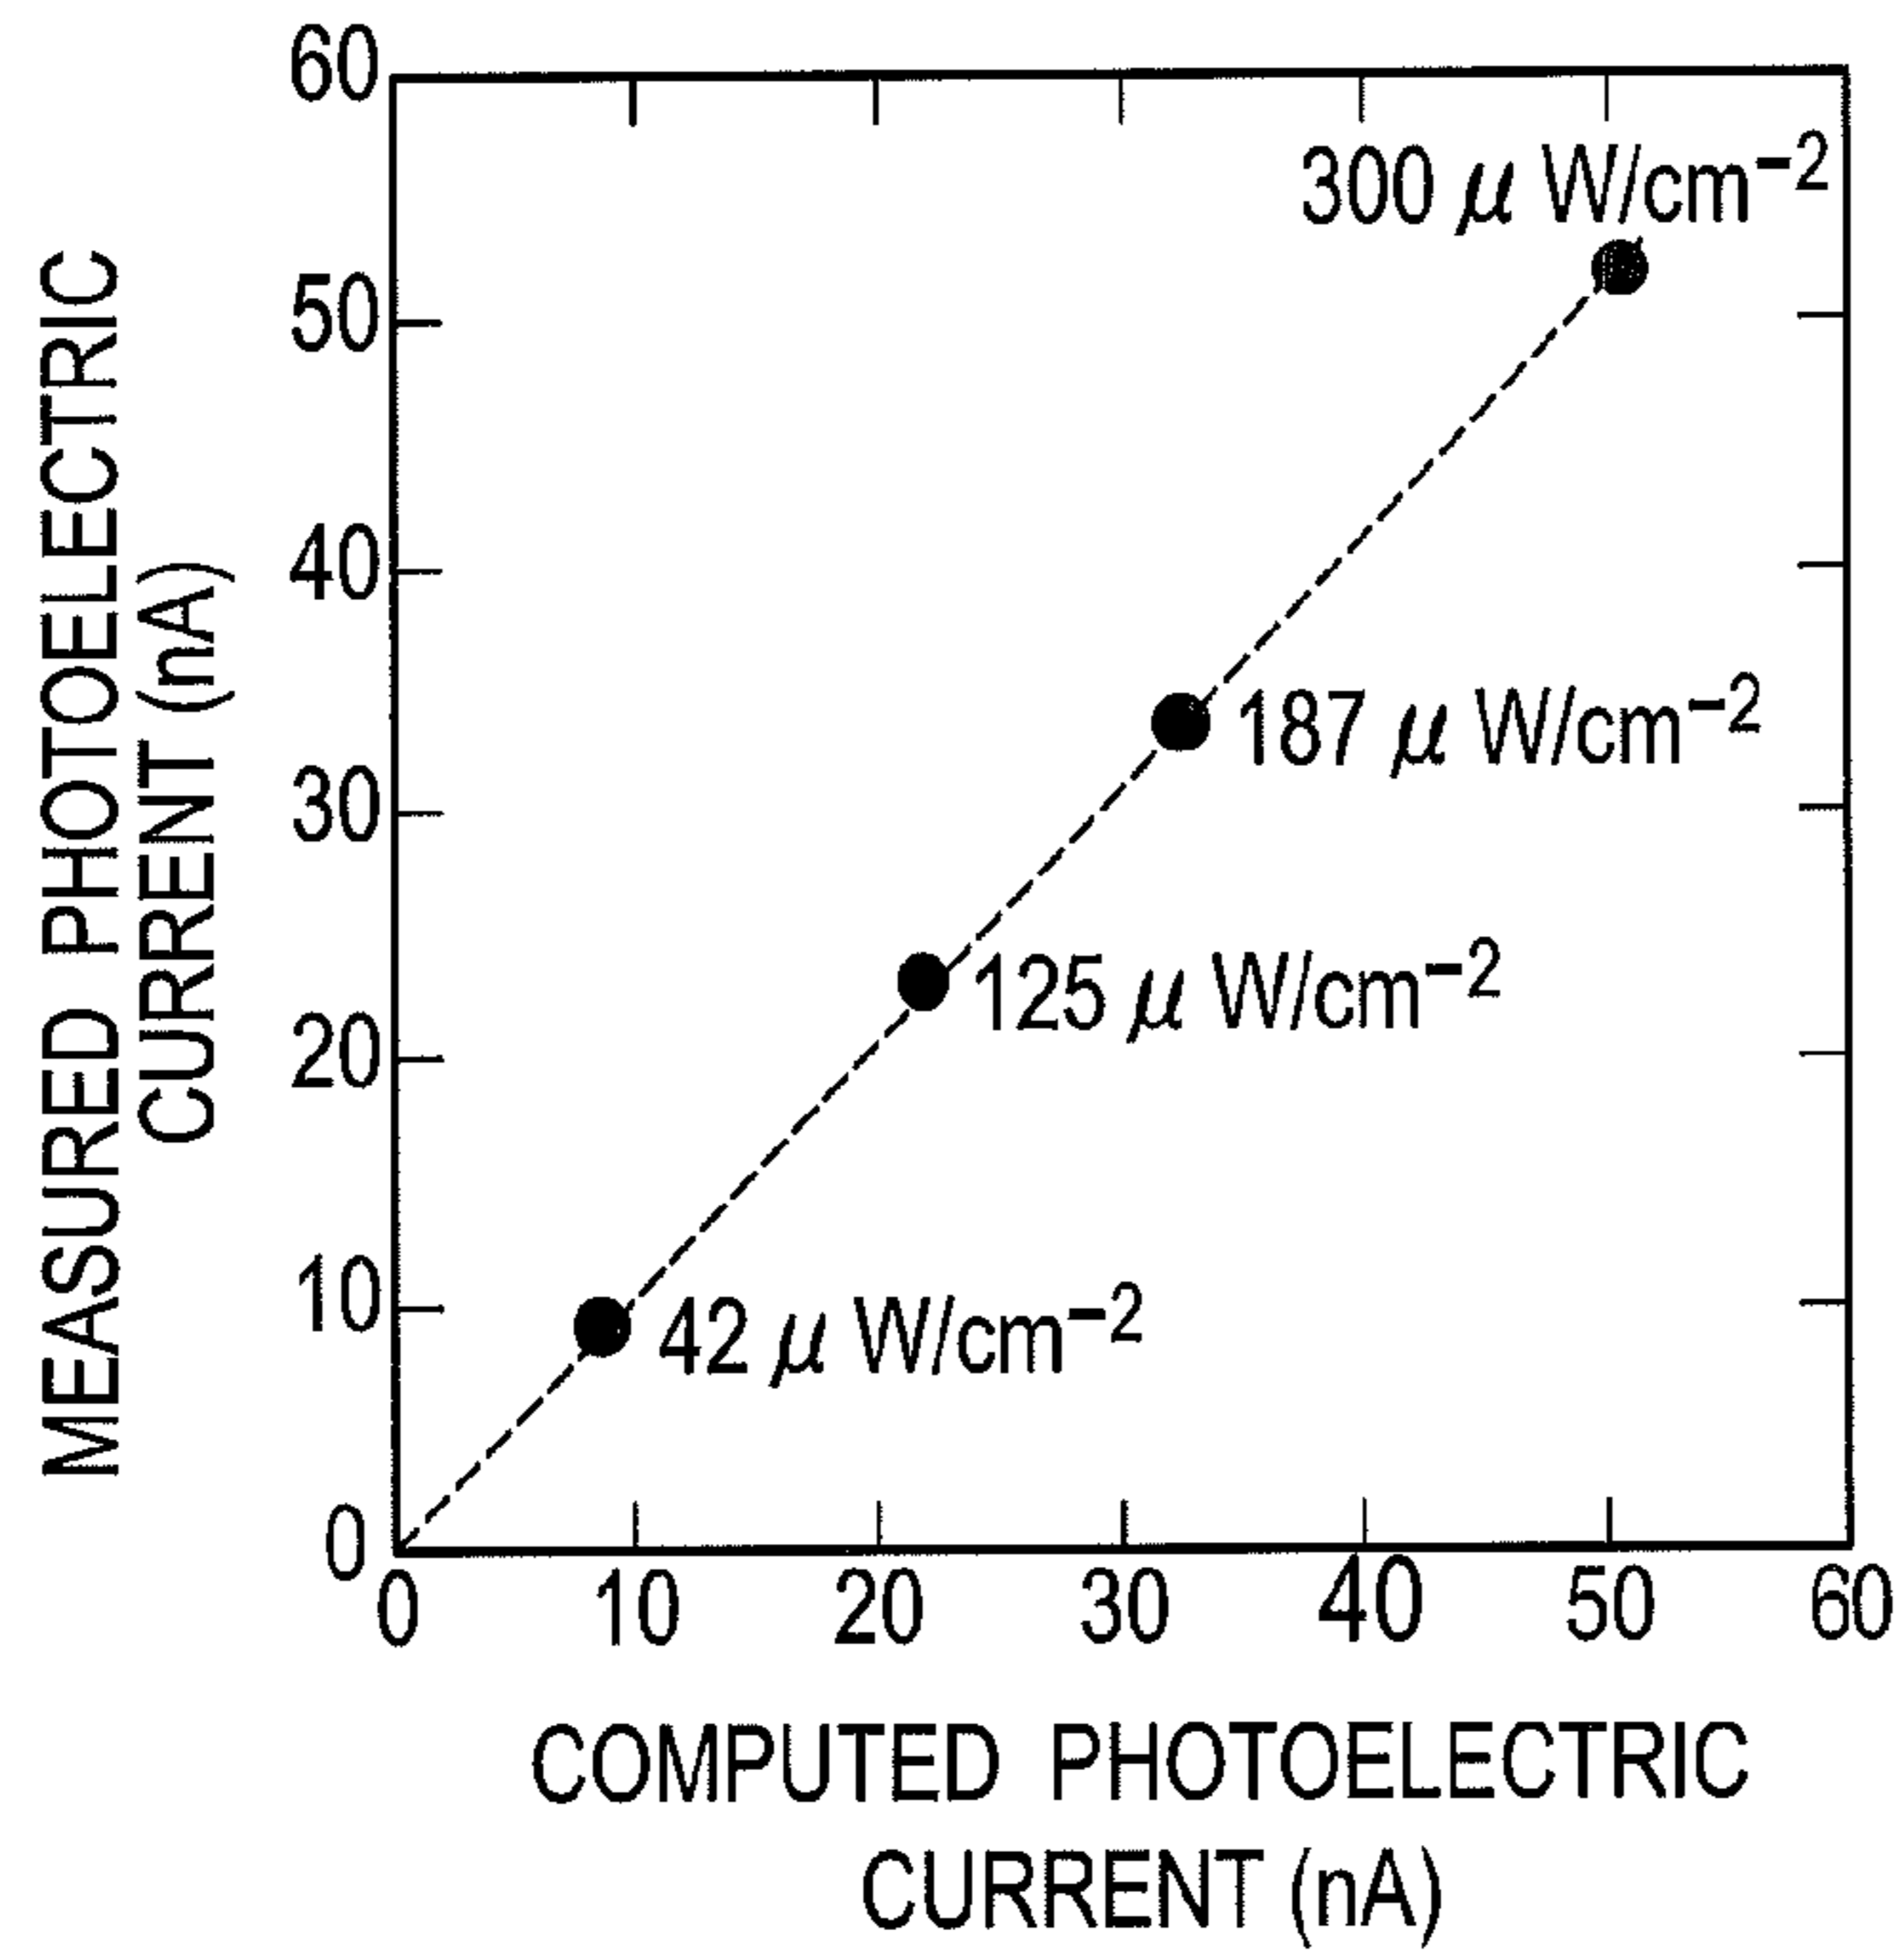 MEASURED PHOTOELECTRIC
CURRENT (nA)
60
50
40
30
20
10
0
300 μ W/cm⁻²
187 μ W/cm⁻²
125 μ W/cm⁻²
42 μ W/cm⁻²
0 10 20 30 40 50 60
COMPUTED PHOTOELECTRIC
CURRENT (nA)